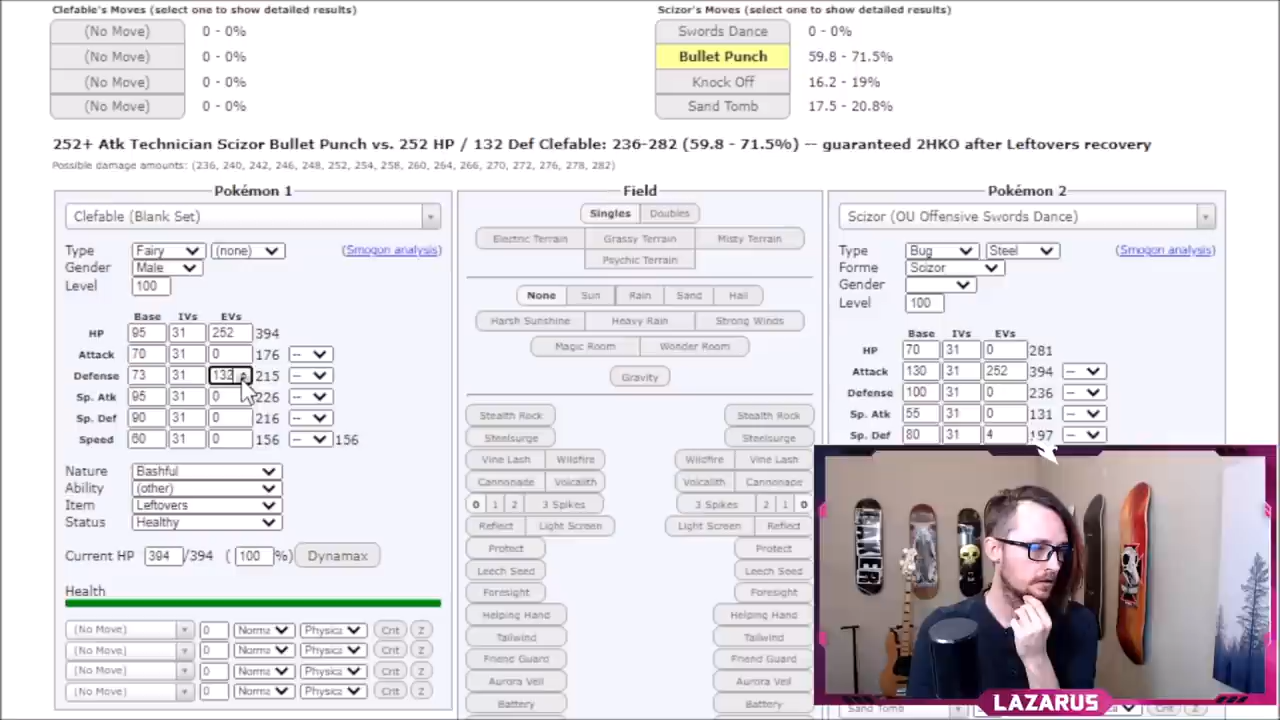 Clefable's Moves (select one to show detailed results)
Scizor's Moves (select one to show detailed results)
(No Move) 0 - 0%
(No Move) 0 - 0%
(No Move) 0 - 0%
(No Move) 0 - 0%
Swords Dance 0 - 0%
Bullet Punch 59.8 - 71.5%
Knock Off 16.2 - 19%
Sand Tomb 17.5 - 20.8%
252+ Atk Technician Scizor Bullet Punch vs. 252 HP / 132 Def Clefable: 236-282 (59.8 - 71.5%) -- guaranteed 2HKO after Leftovers recovery
Possible damage amounts: (236, 240, 242, 246, 248, 252, 254, 258, 260, 264, 266, 270, 272, 276, 278, 282)
Pokémon 1
Clefable (Blank Set)
Type Fairy (none) (Smogon analysis)
Gender Male
Level 100
Base IVs EVs
HP 95 31 252 394
Attack 70 31 0 176 --
Defense 73 31 132 215 --
Sp. Atk 95 31 0 226 --
Sp. Def 90 31 0 216 --
Speed 60 31 0 156 -- 156
Nature Bashful
Ability (other)
Item Leftovers
Status Healthy
urrent HP 394 /394 ( 100 %) Dynamax
Health
(No Move) 0 Norma Physica Crit Z
(No Move) 0 Norma Physica Crit Z
(No Move) 0 Norma Physica Crit Z
(No Move) 0 Norma Physica Crit Z
Field
Singles Doubles
Electric Terrain Grassy Terrain Misty Terrain
Psychic Terrain
None Sun Rain Sand Hail
Harsh Sunshine Heavy Rain Strong Winds
Magic Room Wonder Room
Gravity
Stealth Rock Stealth Rock
Steelsurge Steelsurge
Vine Lash Wildfire Wildfire Vine Lash
Cannonade Volcalith Volcalith Cannonade
0 1 2 3 Spikes 3 Spikes 2 1 0
Reflect Light Screen Light Screen Reflect
Protect Protect
Leech Seed Leech Seed
Foresight Foresight
Helping Hand Helping Hand
Tailwind Tailwind
Friend Guard Friend Guard
Aurora Veil Aurora Veil
Battery Battery
Pokémon 2
Scizor (OU Offensive Swords Dance)
Type Bug Steel (Smogon analysis)
Forme Scizor
Gender
Level 100
Base IVs EVs
HP 70 31 0 281
Attack 130 31 252 394 --
Defense 100 31 0 236 --
Sp. Atk 55 31 0 131 --
Sp. Def 80 31 4 197 --
LAZARUS
Sand Tomb
Crit Z